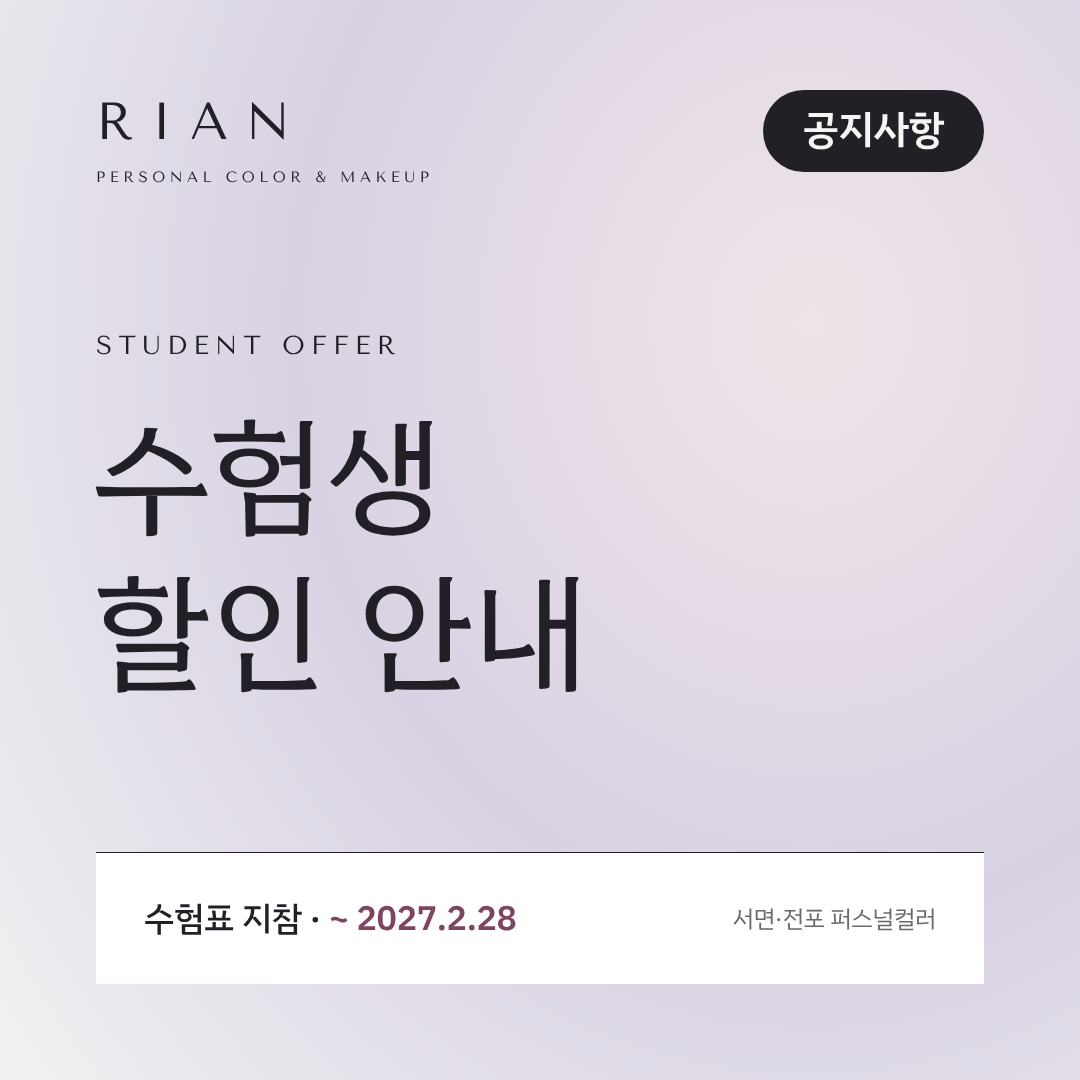 RIAN
공지사항
PERSONAL COLOR & MAKEUP
STUDENT OFFER
수험생
할인 안내
수험표 지참 · ~ 2027.2.28
서면·전포 퍼스널컬러